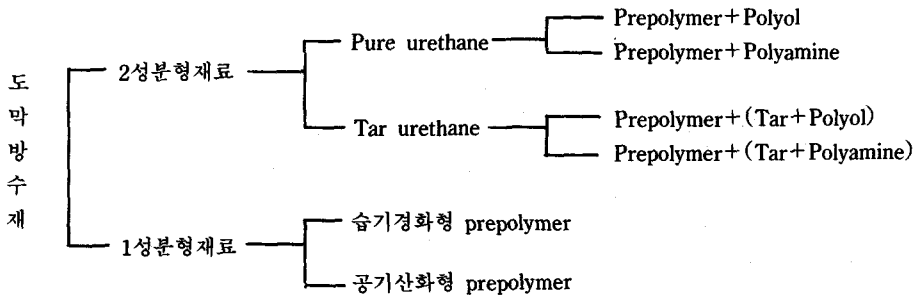 도막방수재
2성분형재료
Pure urethane
Prepolymer+Polyol
Prepolymer+Polyamine
Tar urethane
Prepolymer+(Tar+Polyol)
Prepolymer+(Tar+Polyamine)
1성분형재료
습기경화형 prepolymer
공기산화형 prepolymer